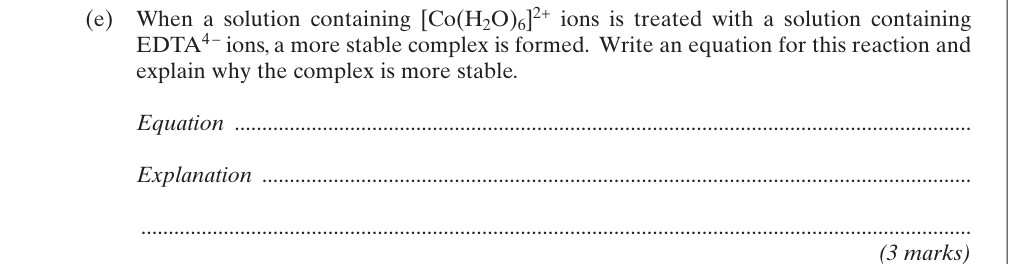 (e) When a solution containing [Co(H₂O)₆]²⁺ ions is treated with a solution containing
EDTA⁴⁻ ions, a more stable complex is formed. Write an equation for this reaction and
explain why the complex is more stable.
Equation ..........................................................................................................................................
Explanation .....................................................................................................................................
...........................................................................................................................................................
(3 marks)